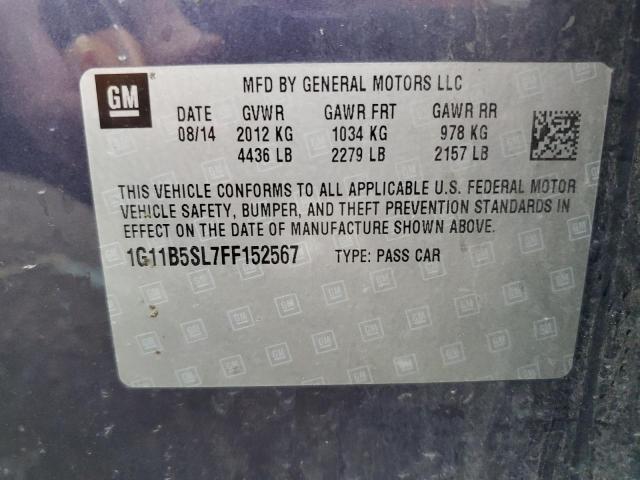 GM
MFD BY GENERAL MOTORS LLC
DATE GVWR GAWR FRT GAWR RR
08/14 2012 KG 1034 KG 978 KG
4436 LB 2279 LB 2157 LB
THIS VEHICLE CONFORMS TO ALL APPLICABLE U.S. FEDERAL MOTOR
VEHICLE SAFETY, BUMPER, AND THEFT PREVENTION STANDARDS IN
EFFECT ON THE DATE OF MANUFACTURE SHOWN ABOVE.
1G11B5SL7FF152567 TYPE: PASS CAR